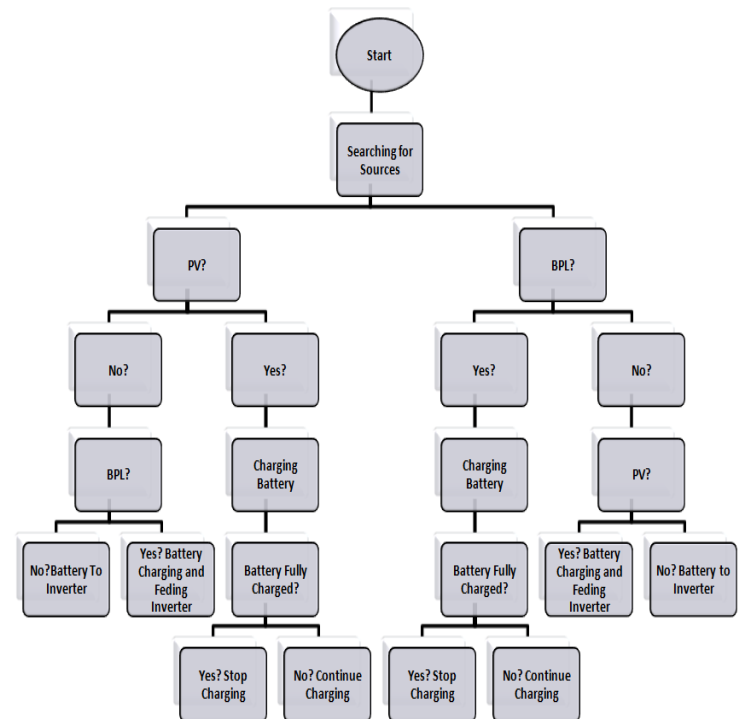 Start
Searching for
Sources
PV?
BPL?
No?
Yes?
Yes?
No?
BPL?
Charging
Battery
Charging
Battery
PV?
No?Battery To
Inverter
Yes? Battery
Charging and
Feding
Inverter
Battery Fully
Charged?
Battery Fully
Charged?
Yes? Battery
Charging and
Feding
Inverter
No? Battery to
Inverter
Yes? Stop
Charging
No? Continue
Charging
Yes? Stop
Charging
No? Continue
Charging